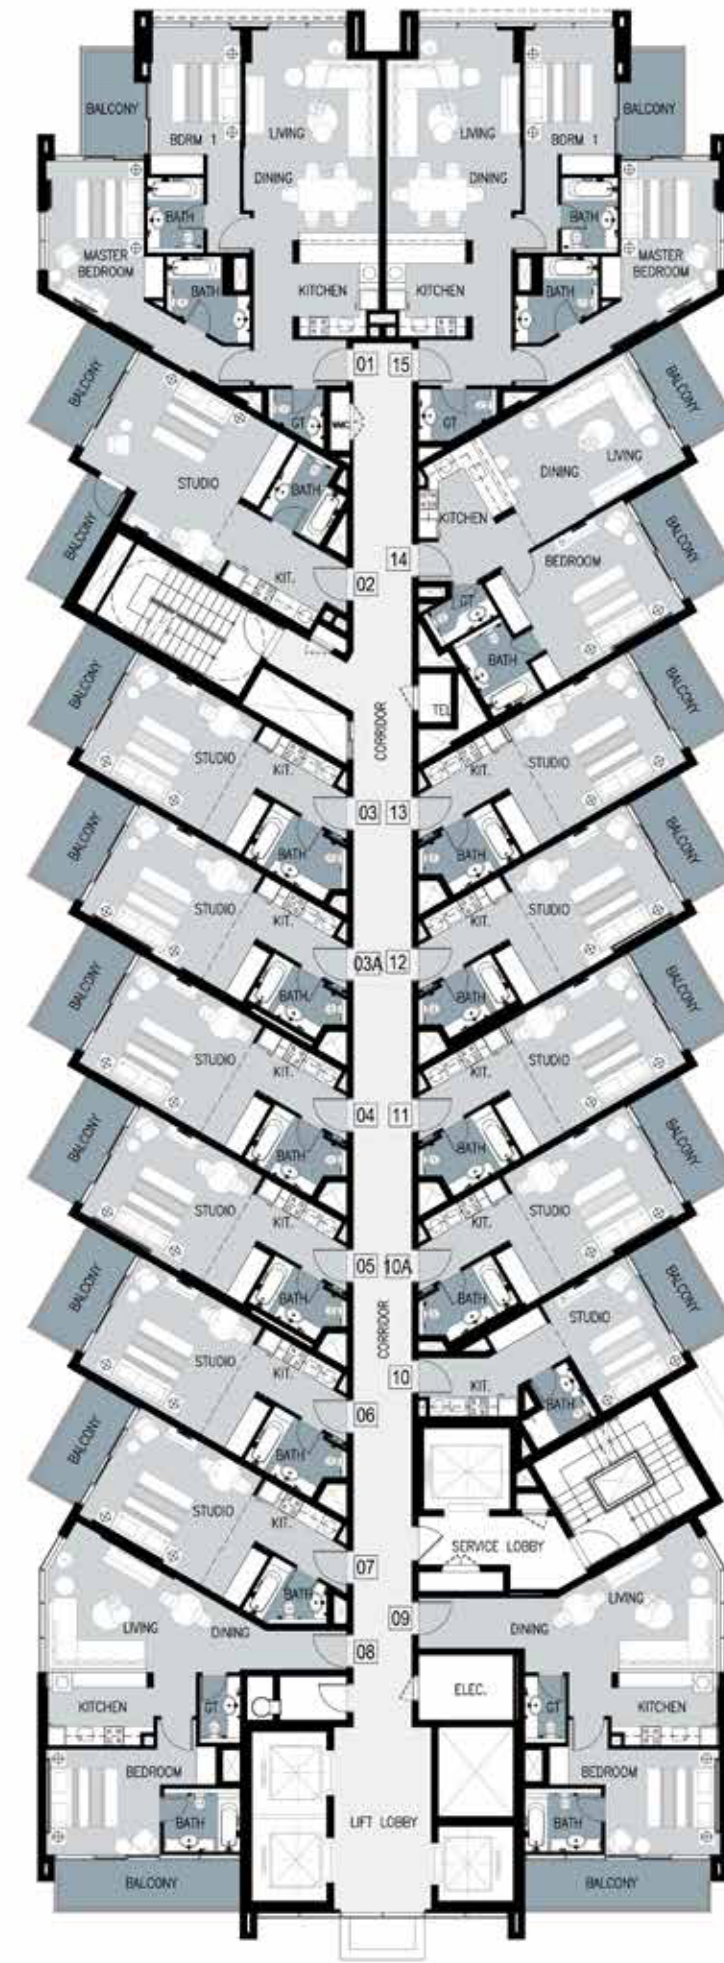 BDRM 1
LIVING
LIVING
BDRM 1
BALCONY
BALCONY
DINING
DINING
BATH
BATH
MASTER
BEDROOM
MASTER
BEDROOM
BATH
KITCHEN
KITCHEN
BATH
01
15
BALCONY
BALCONY
GT
GT
LIVING
DINING
STUDIO
BATH
KITCHEN
BALCONY
BALCONY
14
BEDROOM
KIT.
02
GT
BATH
BALCONY
BALCONY
TEL
CORRIDOR
STUDIO
KIT.
KIT.
STUDIO
03
13
BALCONY
BATH
BATH
BALCONY
STUDIO
KIT.
KIT.
STUDIO
03A
12
BALCONY
BATH
BATH
BALCONY
STUDIO
KIT.
KIT.
STUDIO
04
11
BALCONY
BATH
BATH
BALCONY
STUDIO
KIT.
KIT.
STUDIO
05
10A
BALCONY
BATH
BATH
BALCONY
CORRIDOR
STUDIO
STUDIO
KIT.
10
KIT.
BATH
06
BALCONY
BATH
STUDIO
KIT.
SERVICE LOBBY
07
BATH
LIVING
DINING
09
DINING
LIVING
08
KITCHEN
GT
ELEC.
GT
KITCHEN
BEDROOM
BEDROOM
BATH
LIFT LOBBY
BATH
BALCONY
BALCONY